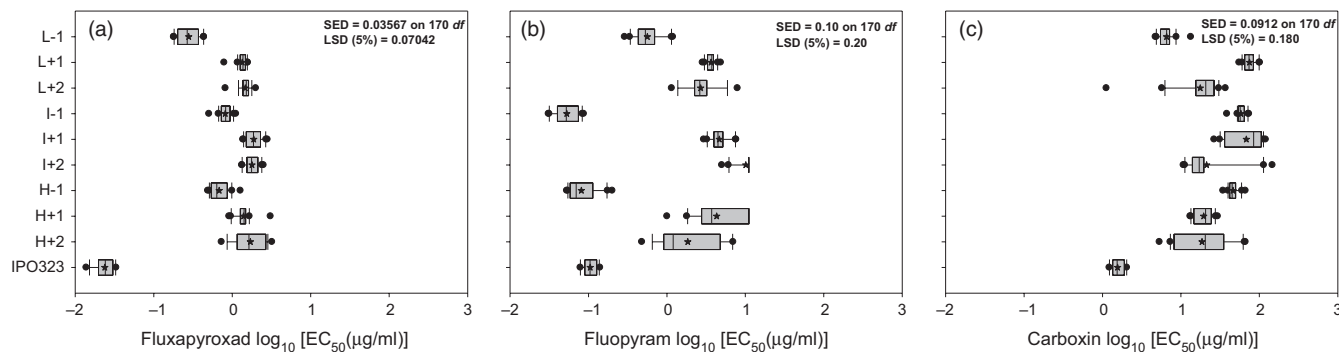 (a)
SED = 0.03567 on 170 df
LSD (5%) = 0.07042
(b)
SED = 0.10 on 170 df
LSD (5%) = 0.20
(c)
SED = 0.0912 on 170 df
LSD (5%) = 0.180
L-1
L+1
L+2
I-1
I+1
I+2
H-1
H+1
H+2
IPO323
−2 −1 0 1 2 3
−2 −1 0 1 2 3
−2 −1 0 1 2 3
Fluxapyroxad log10 [EC50(μg/ml)]
Fluopyram log10 [EC50(μg/ml)]
Carboxin log10 [EC50(μg/ml)]